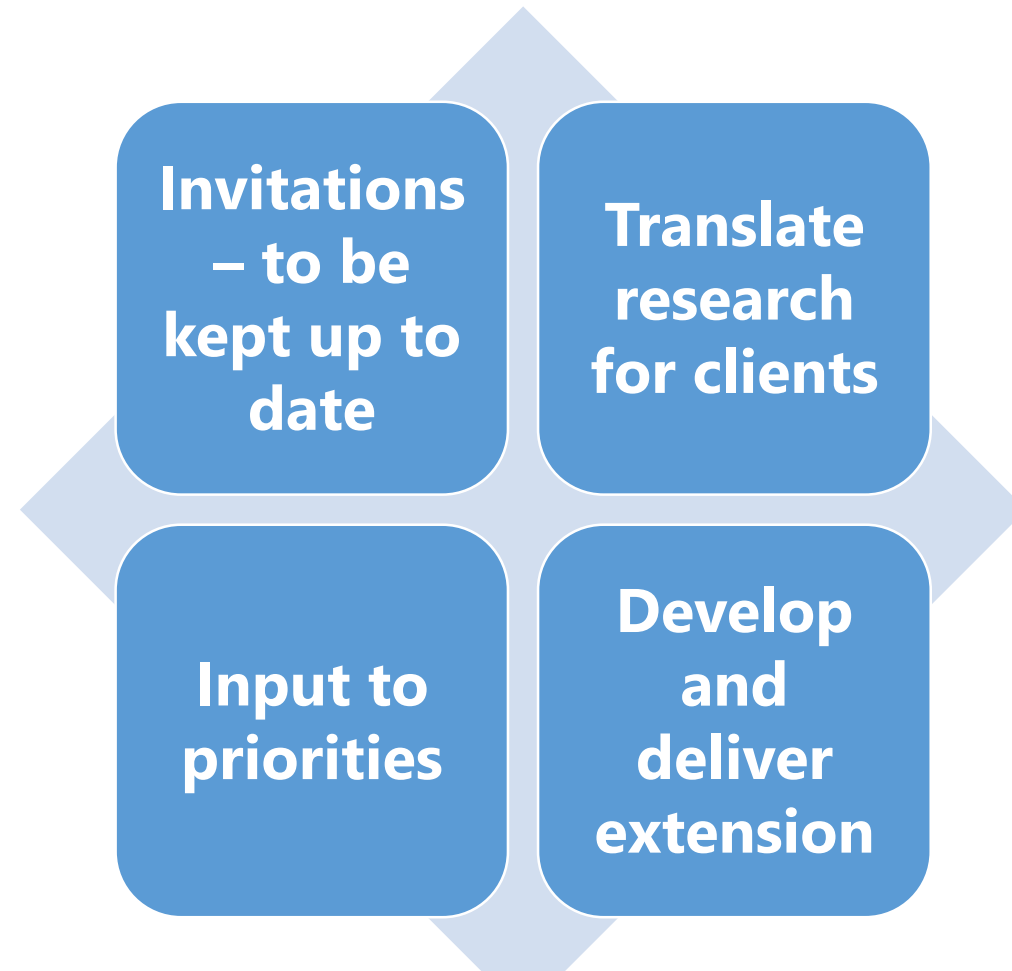 Invitations
– to be
kept up to
date
Translate
research
for clients
Input to
priorities
Develop
and
deliver
extension